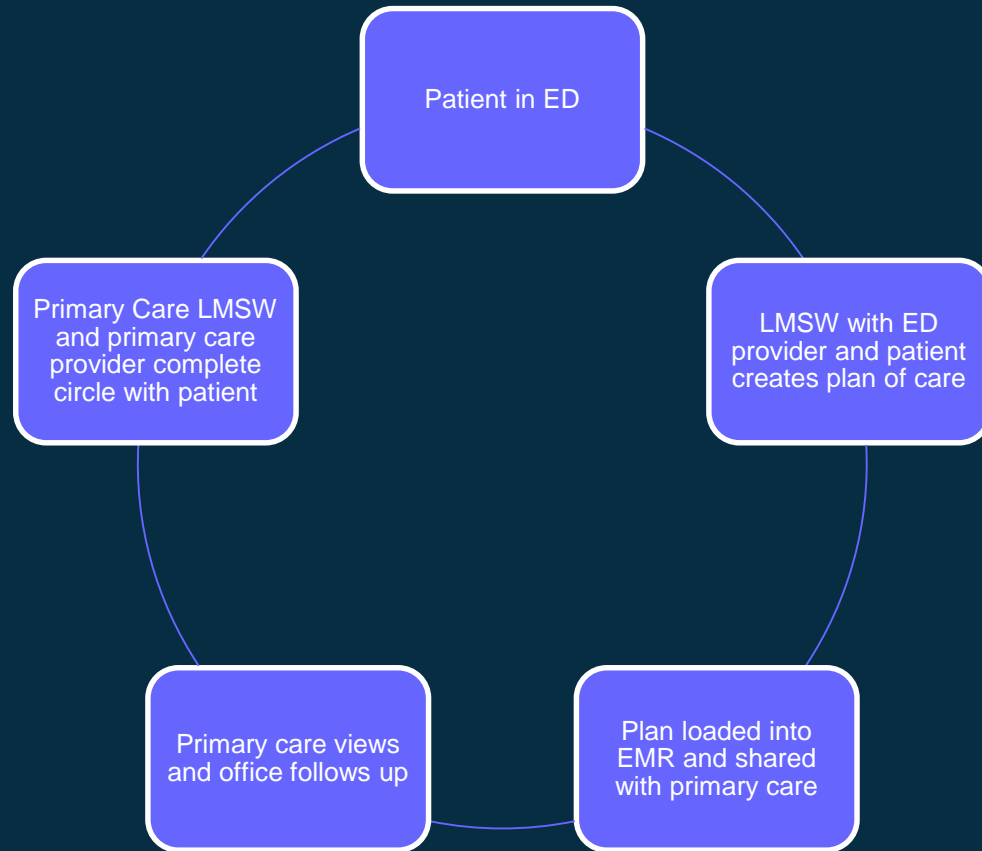 Patient in ED
LMSW with ED
provider and patient
creates plan of care
Plan loaded into
EMR and shared
with primary care
Primary care views
and office follows up
Primary Care LMSW
and primary care
provider complete
circle with patient